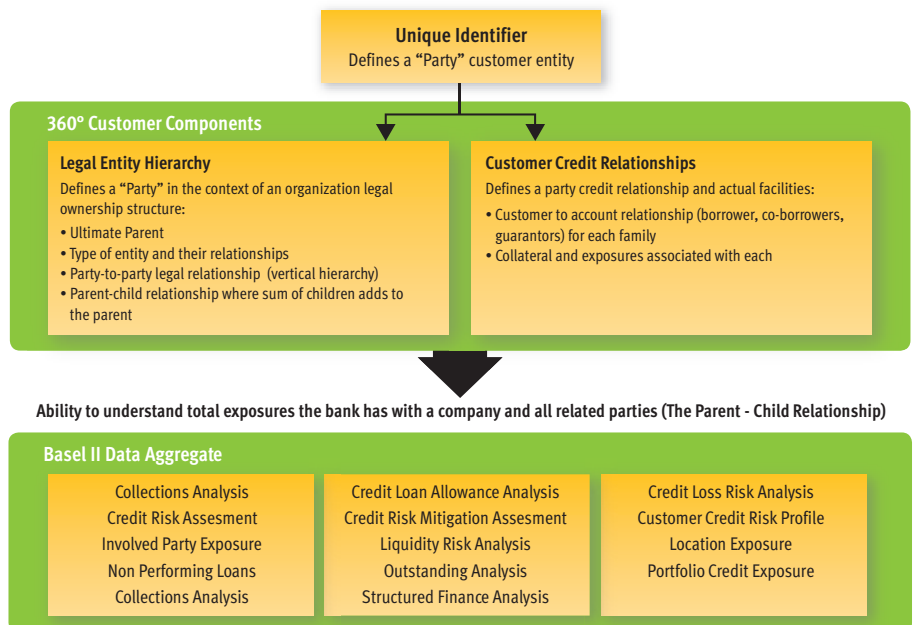 Unique Identifier
Defines a “Party” customer entity
360° Customer Components
Legal Entity Hierarchy
Defines a “Party” in the context of an organization legal
ownership structure:
• Ultimate Parent
• Type of entity and their relationships
• Party-to-party legal relationship (vertical hierarchy)
• Parent-child relationship where sum of children adds to
the parent
Customer Credit Relationships
Defines a party credit relationship and actual facilities:
• Customer to account relationship (borrower, co-borrowers,
guarantors) for each family
• Collateral and exposures associated with each
Ability to understand total exposures the bank has with a company and all related parties (The Parent - Child Relationship)
Basel II Data Aggregate
Collections Analysis
Credit Risk Assesment
Involved Party Exposure
Non Performing Loans
Collections Analysis
Credit Loan Allowance Analysis
Credit Risk Mitigation Assesment
Liquidity Risk Analysis
Outstanding Analysis
Structured Finance Analysis
Credit Loss Risk Analysis
Customer Credit Risk Profile
Location Exposure
Portfolio Credit Exposure